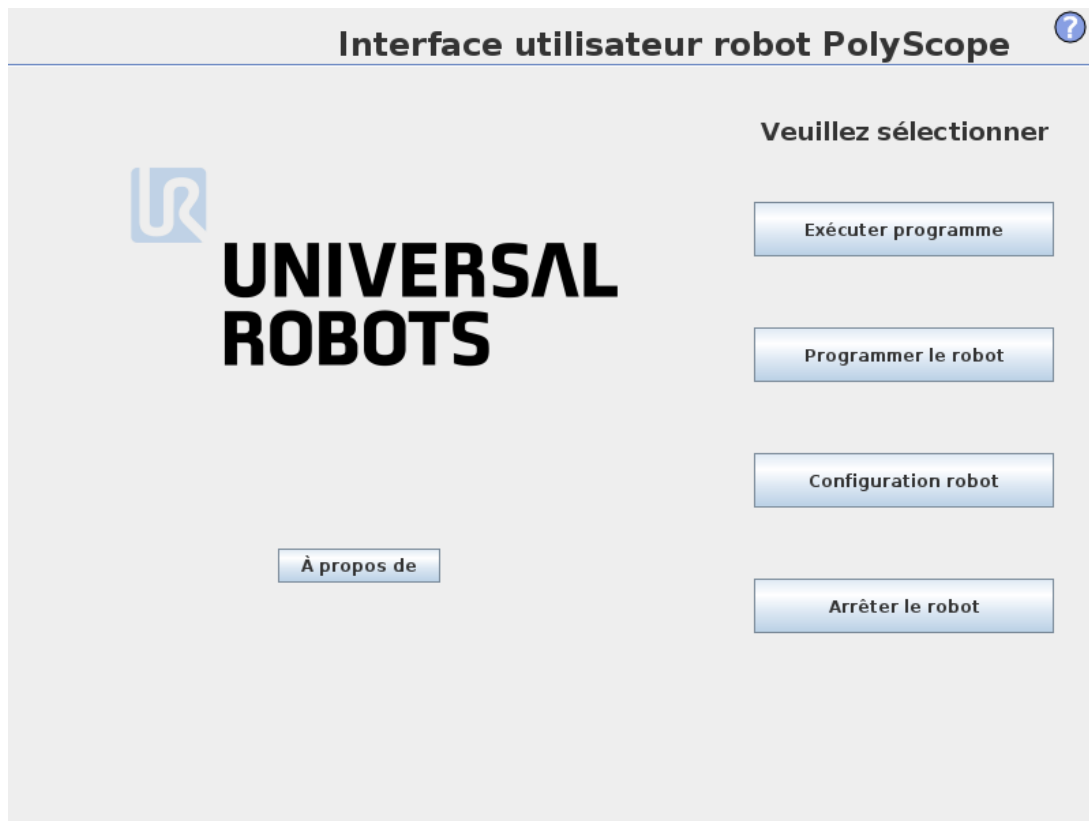 Interface utilisateur robot PolyScope
?
Veuillez sélectionner
UR
UNIVERSAL
ROBOTS
Exécuter programme
Programmer le robot
Configuration robot
À propos de
Arrêter le robot